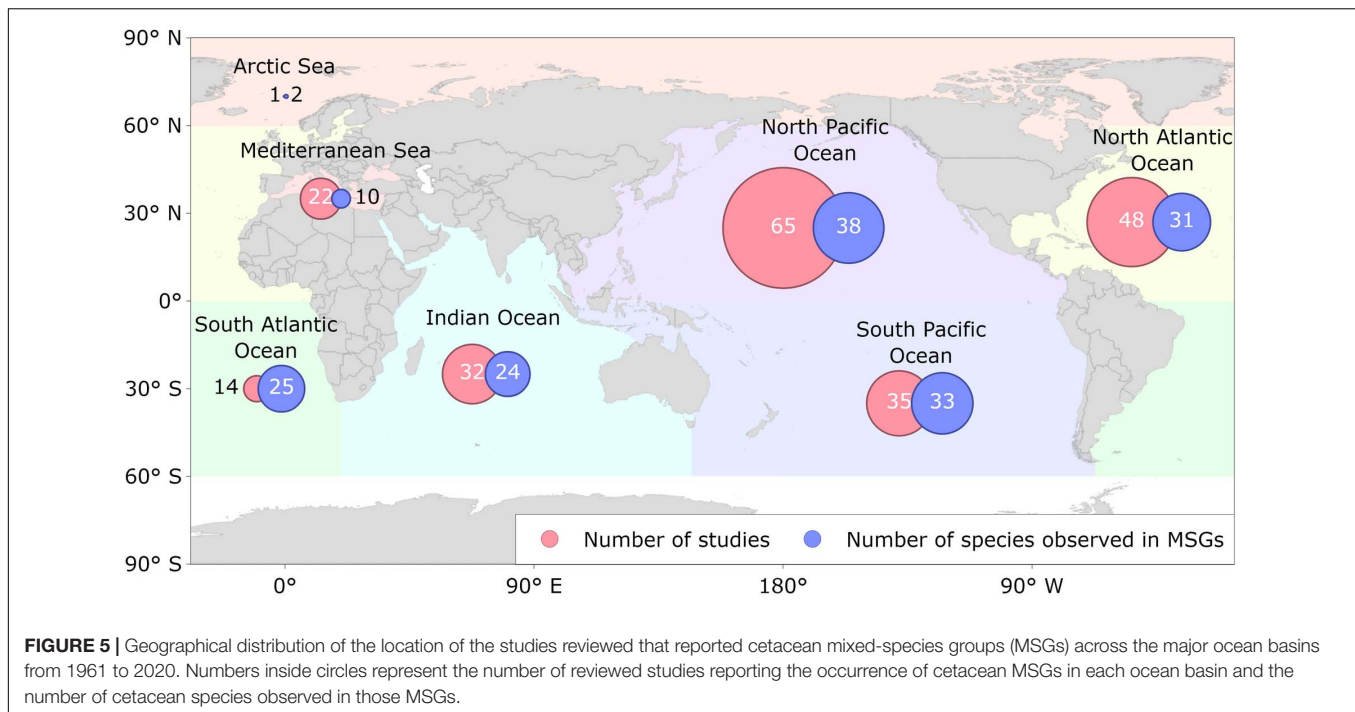 90° N
Arctic Sea
1 2
60° N
North Pacific
Ocean
North Atlantic
Ocean
Mediterranean Sea
22 10
30° N
65 38
48 31
0°
South Atlantic
Ocean
Indian Ocean
South Pacific
Ocean
30° S
14 25
32 24
35 33
60° S
Number of studies
Number of species observed in MSGs
90° S
0°
90° E
180°
90° W
FIGURE 5 | Geographical distribution of the location of the studies reviewed that reported cetacean mixed-species groups (MSGs) across the major ocean basins
from 1961 to 2020. Numbers inside circles represent the number of reviewed studies reporting the occurrence of cetacean MSGs in each ocean basin and the
number of cetacean species observed in those MSGs.